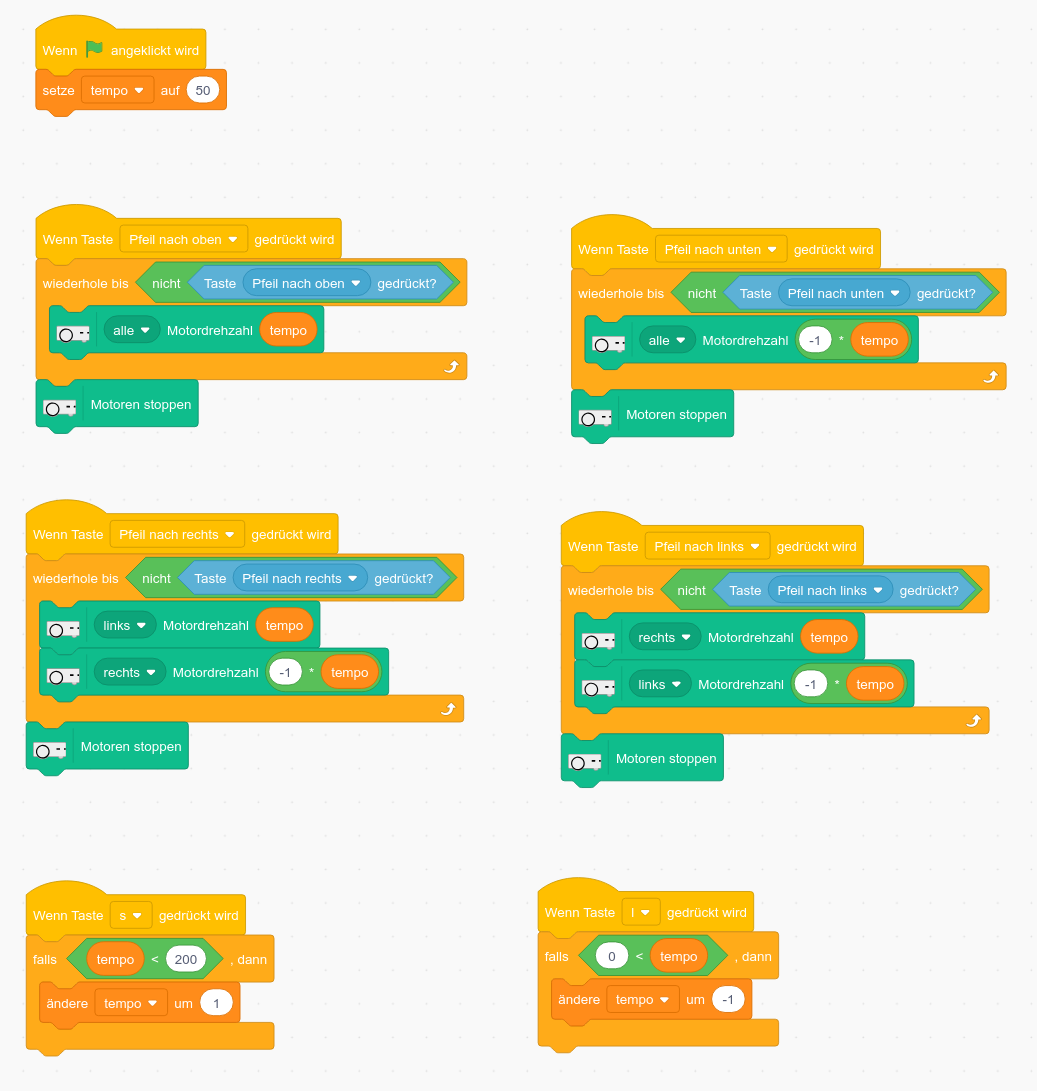 Wenn angeklickt wird
setze tempo auf 50
Wenn Taste Pfeil nach oben gedrückt wird
wiederhole bis nicht Taste Pfeil nach oben gedrückt?
alle Motordrehzahl tempo
Motoren stoppen
Wenn Taste Pfeil nach unten gedrückt wird
wiederhole bis nicht Taste Pfeil nach unten gedrückt?
alle Motordrehzahl -1 * tempo
Motoren stoppen
Wenn Taste Pfeil nach rechts gedrückt wird
wiederhole bis nicht Taste Pfeil nach rechts gedrückt?
links Motordrehzahl tempo
rechts Motordrehzahl -1 * tempo
Motoren stoppen
Wenn Taste Pfeil nach links gedrückt wird
wiederhole bis nicht Taste Pfeil nach links gedrückt?
rechts Motordrehzahl tempo
links Motordrehzahl -1 * tempo
Motoren stoppen
Wenn Taste s gedrückt wird
falls tempo < 200 , dann
ändere tempo um 1
Wenn Taste l gedrückt wird
falls 0 < tempo , dann
ändere tempo um -1